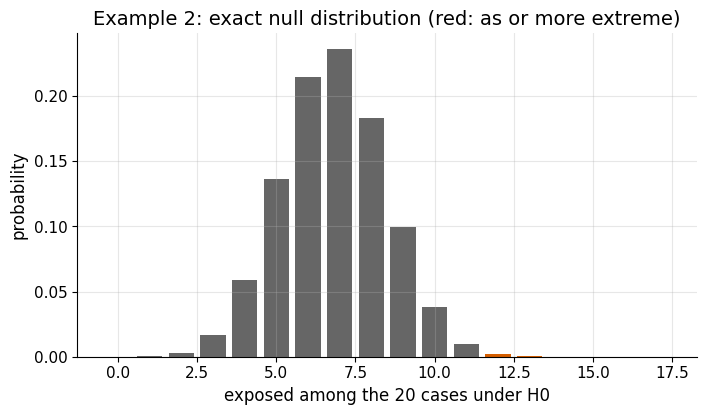 Example 2: exact null distribution (red: as or more extreme)
probability
0.20
0.15
0.10
0.05
0.00
0.0 2.5 5.0 7.5 10.0 12.5 15.0 17.5
exposed among the 20 cases under H0